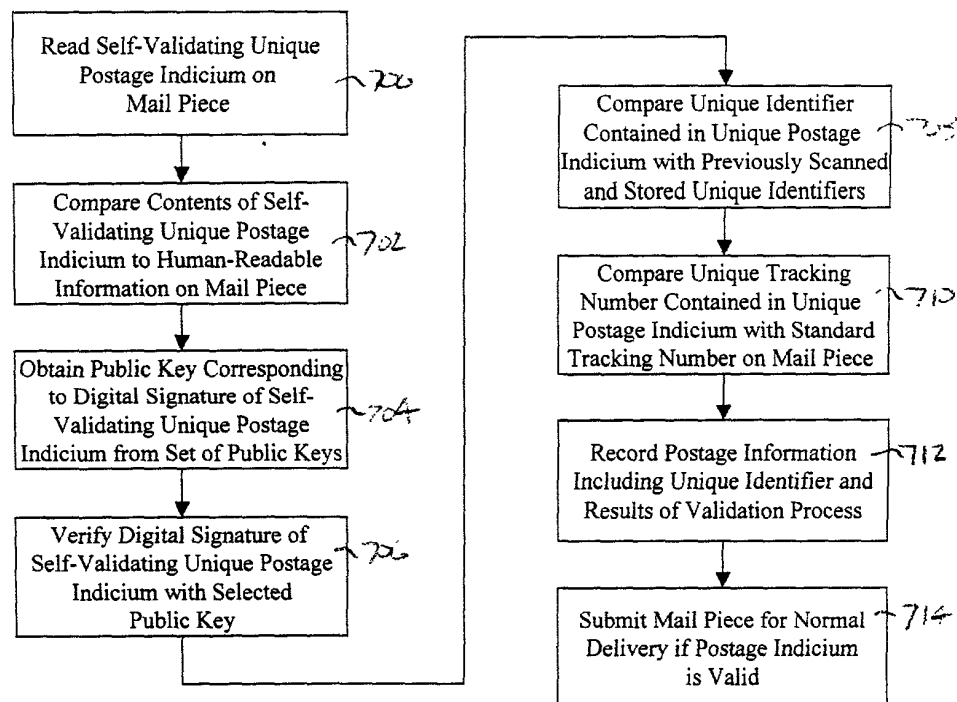 Read Self-Validating Unique
Postage Indicium on
Mail Piece
700
Compare Contents of Self-
Validating Unique Postage
Indicium to Human-Readable
Information on Mail Piece
702
Obtain Public Key Corresponding
to Digital Signature of Self-
Validating Unique Postage
Indicium from Set of Public Keys
704
Verify Digital Signature of
Self-Validating Unique Postage
Indicium with Selected
Public Key
706
Compare Unique Identifier
Contained in Unique Postage
Indicium with Previously Scanned
and Stored Unique Identifiers
Compare Unique Tracking
Number Contained in Unique
Postage Indicium with Standard
Tracking Number on Mail Piece
710
Record Postage Information
Including Unique Identifier and
Results of Validation Process
712
Submit Mail Piece for Normal
Delivery if Postage Indicium
is Valid
714